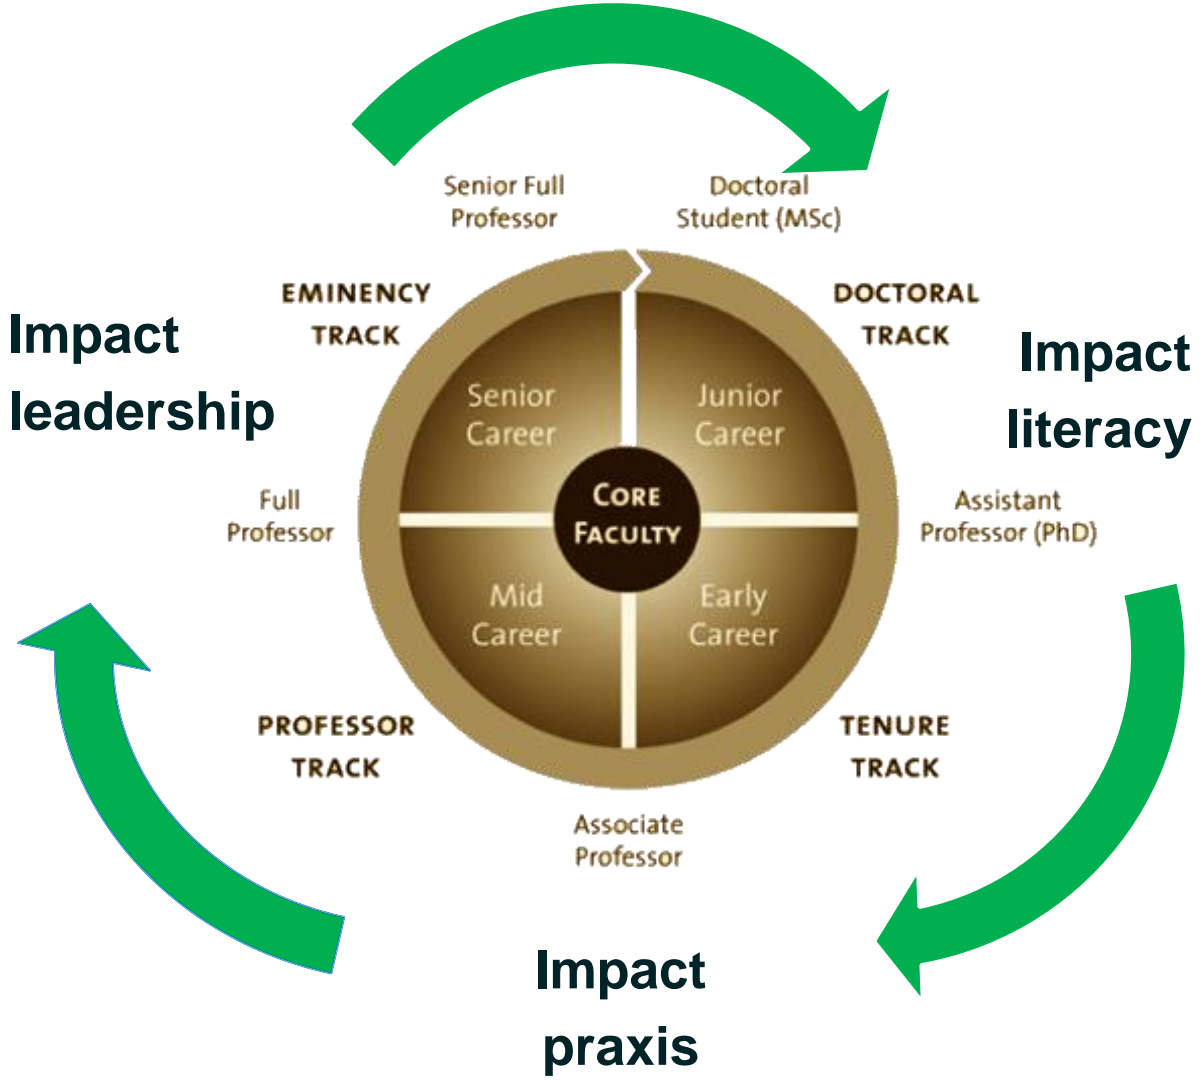 Senior Full
Professor
Doctoral
Student (MSc)
EMINENCY
TRACK
DOCTORAL
TRACK
Impact
leadership
Impact
literacy
Senior
Career
Junior
Career
Full
Professor
CORE
FACULTY
Assistant
Professor (PhD)
Mid
Career
Early
Career
PROFESSOR
TRACK
TENURE
TRACK
Associate
Professor
Impact
praxis